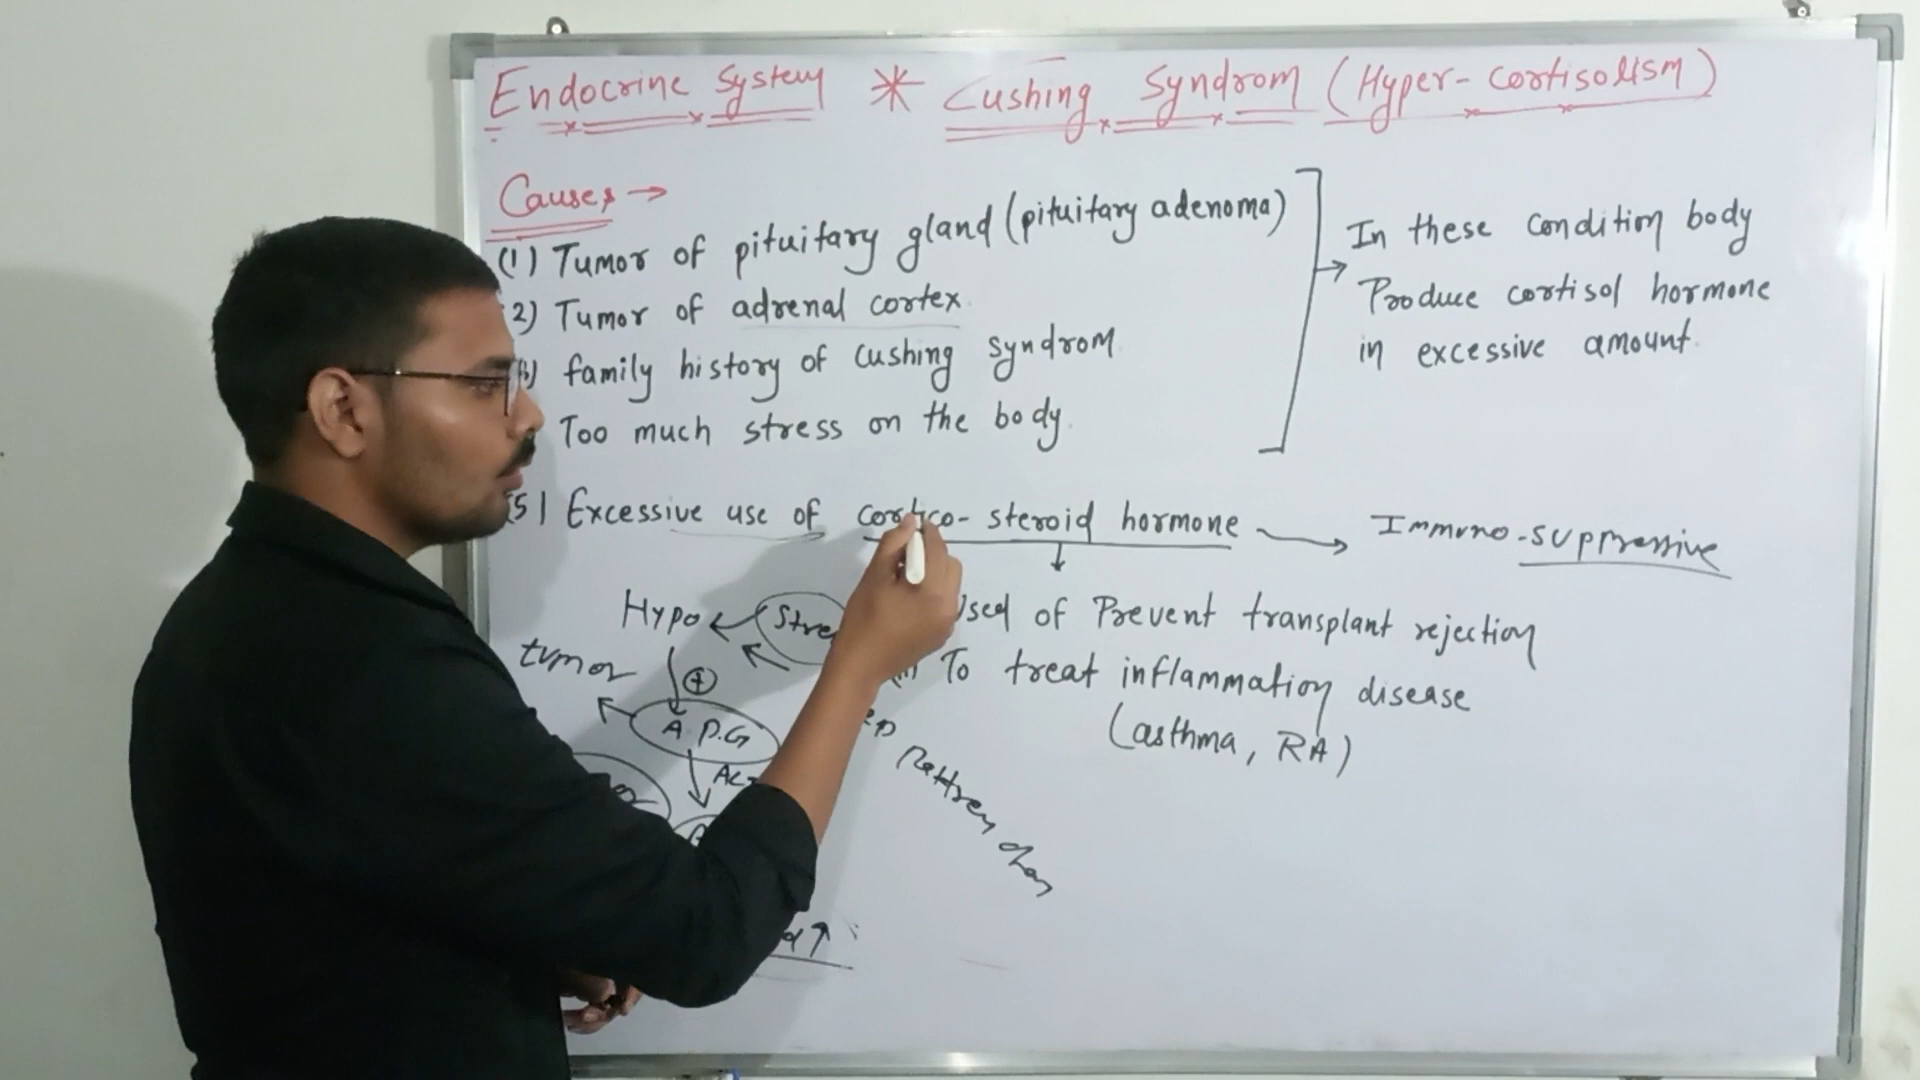 Endocrine System * Cushing Syndrom (Hyper-cortisolism)
Causes →
(1) Tumor of pituitary gland (pituitary adenoma)
2) Tumor of adrenal cortex
family history of Cushing Syndrom
Too much stress on the body
In these condition body
Produce cortisol hormone
in excessive amount.
(5) Excessive use of cortico-steroid hormone → Immuno-suppressive
Used of Prevent transplant rejection
To treat inflammation disease
(asthma, RA)
Hypo ← Stre
tumor
+
A.P.G